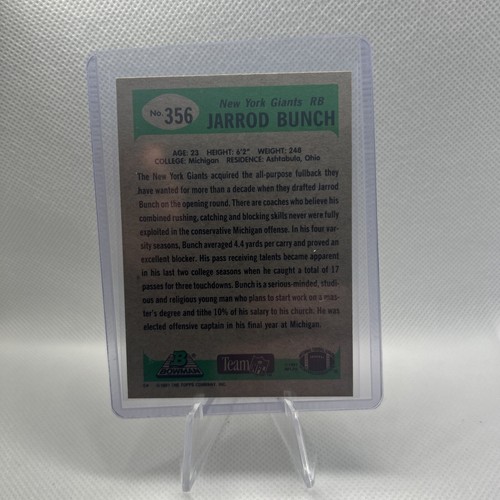 No. 356
New York Giants RB
JARROD BUNCH
AGE: 23 HEIGHT: 6'2" WEIGHT: 248
COLLEGE: Michigan RESIDENCE: Ashtabula, Ohio
The New York Giants acquired the all-purpose fullback they
have wanted for more than a decade when they drafted Jarrod
Bunch on the opening round. There are coaches who believe his
combined rushing, catching and blocking skills never were fully
exploited in the conservative Michigan offense. In his four var-
sity seasons, Bunch averaged 4.4 yards per carry and proved an
excellent blocker. His pass receiving talents became apparent
in his last two college seasons when he caught a total of 17
passes for three touchdowns. Bunch is a serious-minded, studi-
ous and religious young man who plans to start work on a mas-
ter's degree and tithe 10% of his salary to his church. He was
elected offensive captain in his final year at Michigan.
B
BOWMAN
Team
THE TOPPS COMPANY, INC.